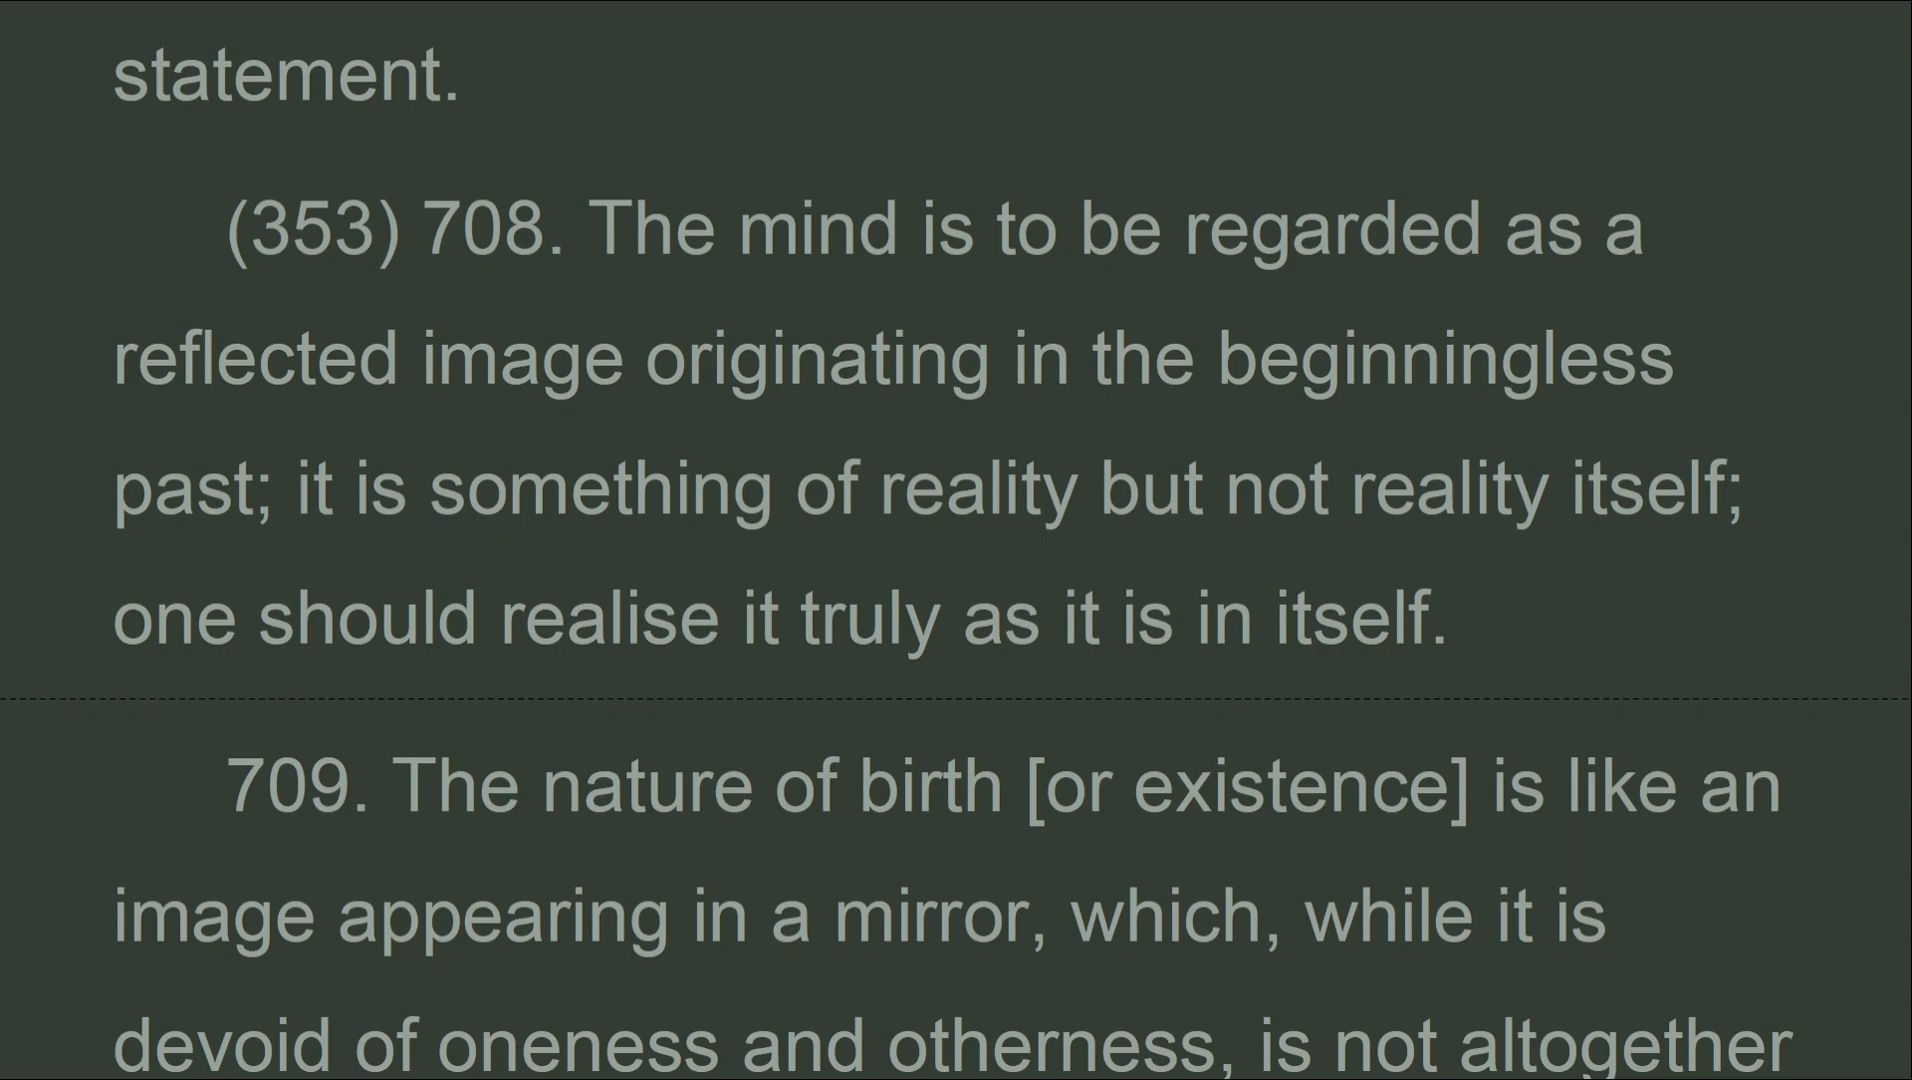 statement.
(353) 708. The mind is to be regarded as a
reflected image originating in the beginningless
past; it is something of reality but not reality itself;
one should realise it truly as it is in itself.
709. The nature of birth [or existence] is like an
image appearing in a mirror, which, while it is
devoid of oneness and otherness, is not altogether